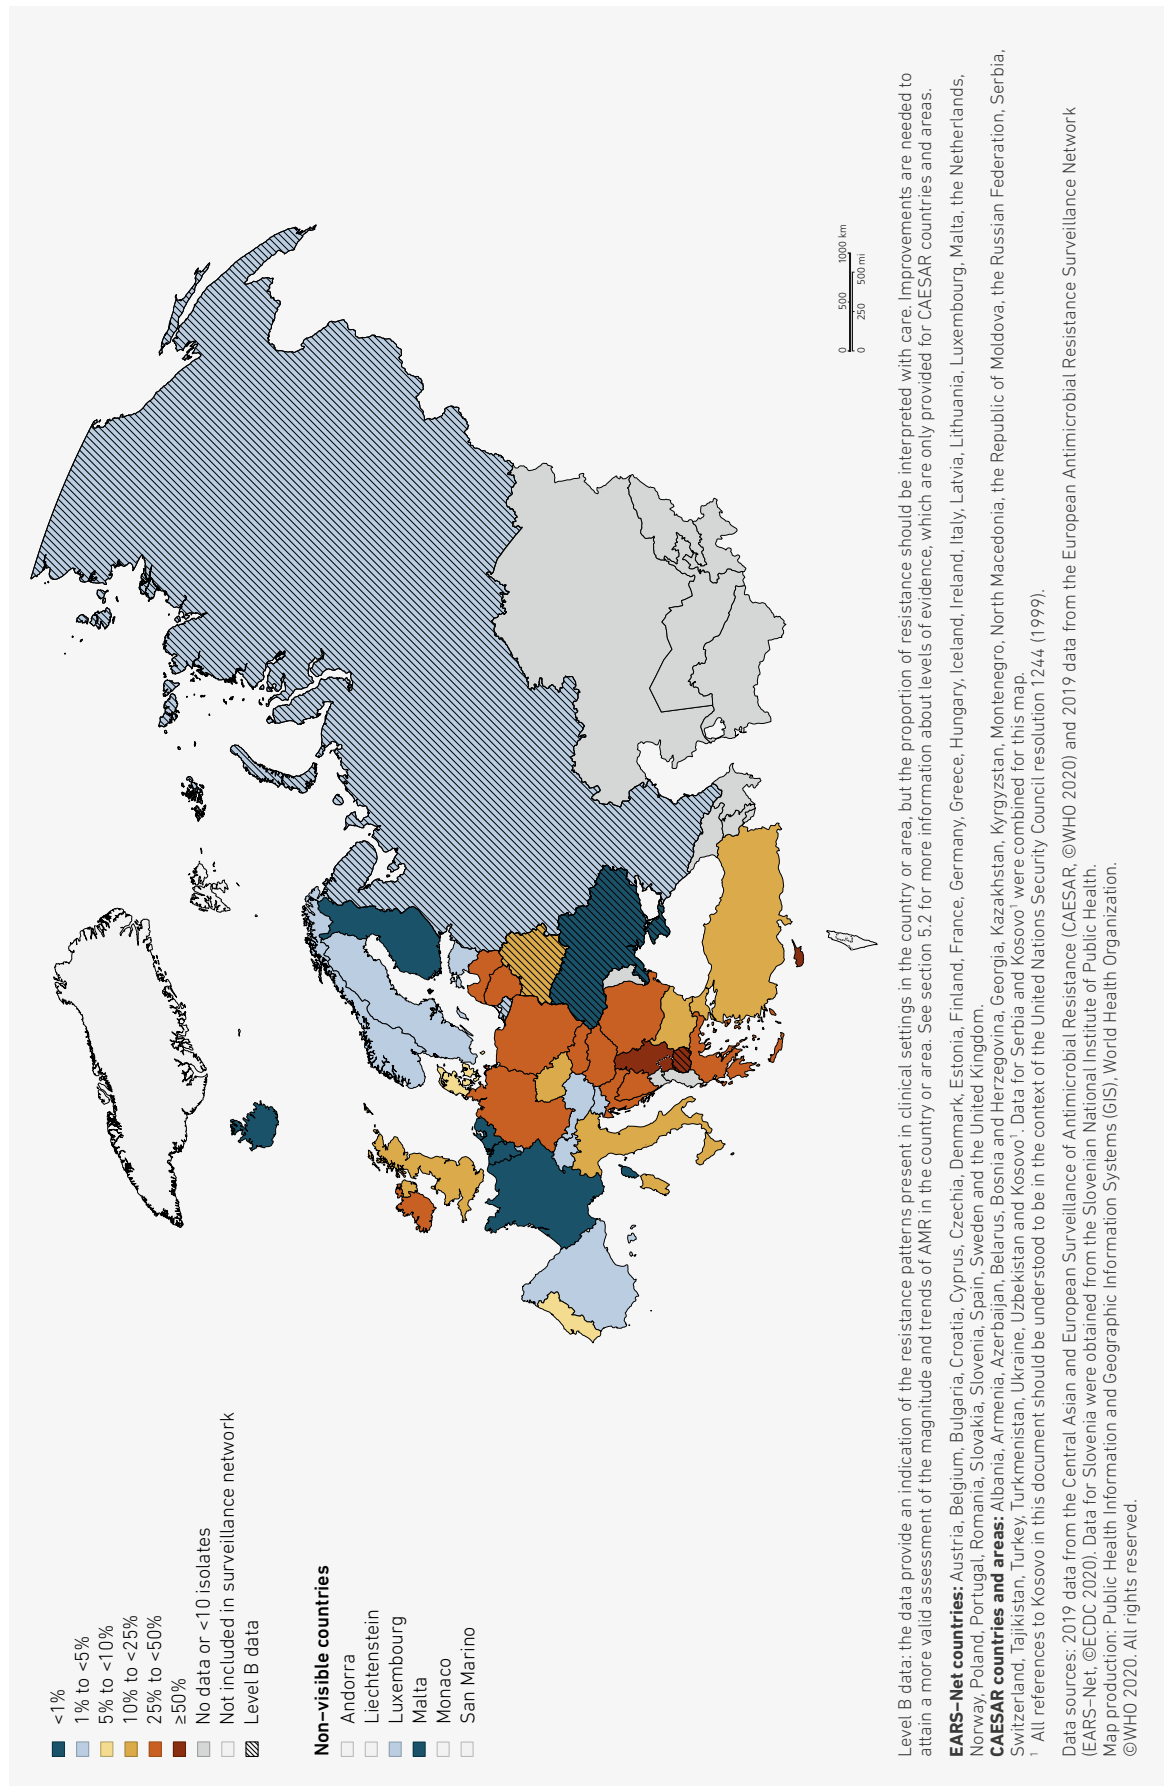 <1%
1% to <5%
5% to <10%
10% to <25%
25% to <50%
≥50%
No data or <10 isolates
Not included in surveillance network
Level B data
Non–visible countries
Andorra
Liechtenstein
Luxembourg
Malta
Monaco
San Marino
0 500 1000 km
0 250 500 mi
Level B data: the data provide an indication of the resistance patterns present in clinical settings in the country or area, but the proportion of resistance should be interpreted with care. Improvements are needed to
attain a more valid assessment of the magnitude and trends of AMR in the country or area. See section 5.2 for more information about levels of evidence, which are only provided for CAESAR countries and areas.
EARS–Net countries: Austria, Belgium, Bulgaria, Croatia, Cyprus, Czechia, Denmark, Estonia, Finland, France, Germany, Greece, Hungary, Iceland, Ireland, Italy, Latvia, Lithuania, Luxembourg, Malta, the Netherlands,
Norway, Poland, Portugal, Romania, Slovakia, Slovenia, Spain, Sweden and the United Kingdom.
CAESAR countries and areas: Albania, Armenia, Azerbaijan, Belarus, Bosnia and Herzegovina, Georgia, Kazakhstan, Kyrgyzstan, Montenegro, North Macedonia, the Republic of Moldova, the Russian Federation, Serbia,
Switzerland, Tajikistan, Turkey, Turkmenistan, Ukraine, Uzbekistan and Kosovo¹. Data for Serbia and Kosovo¹ were combined for this map.
¹ All references to Kosovo in this document should be understood to be in the context of the United Nations Security Council resolution 1244 (1999).
Data sources: 2019 data from the Central Asian and European Surveillance of Antimicrobial Resistance (CAESAR, ©WHO 2020) and 2019 data from the European Antimicrobial Resistance Surveillance Network
(EARS–Net, ©ECDC 2020). Data for Slovenia were obtained from the Slovenian National Institute of Public Health.
Map production: Public Health Information and Geographic Information Systems (GIS), World Health Organization.
©WHO 2020. All rights reserved.